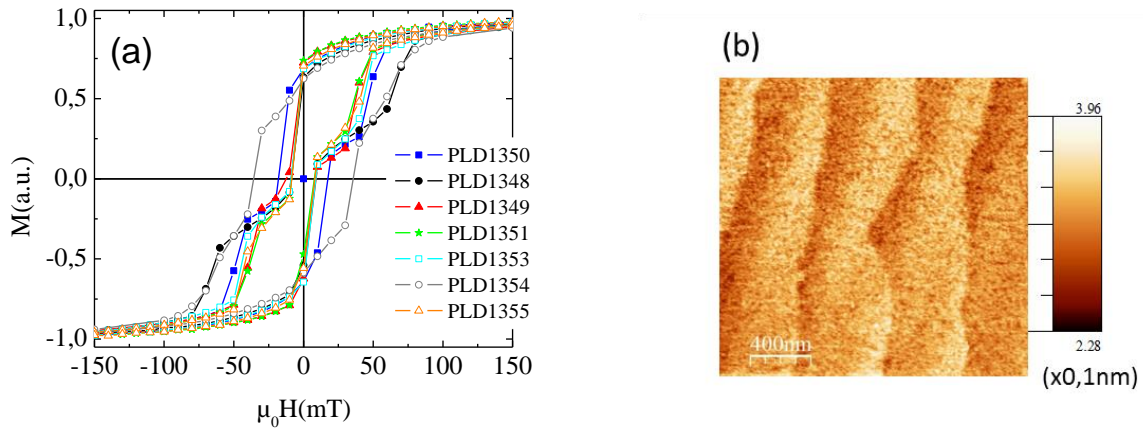 (a)
M(a.u.)
1,0
0,5
0,0
-0,5
-1,0
-150 -100 -50 0 50 100 150
μ₀H(mT)
PLD1350
PLD1348
PLD1349
PLD1351
PLD1353
PLD1354
PLD1355
(b)
400nm
3.96
2.28
(x0,1nm)